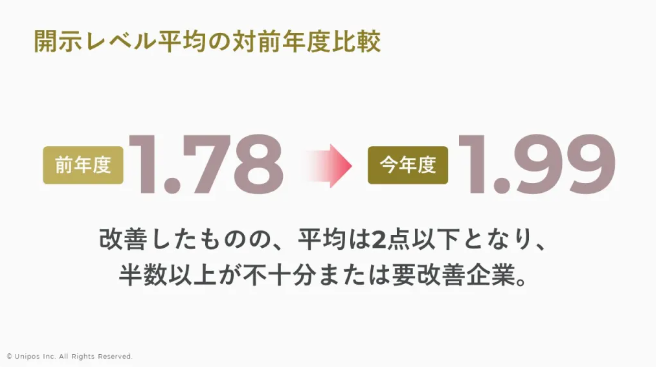 開示レベル平均の対前年度比較
前年度 1.78 今年度 1.99
改善したものの、平均は2点以下となり、
半数以上が不十分または要改善企業。
© Unipos Inc. All Rights Reserved.